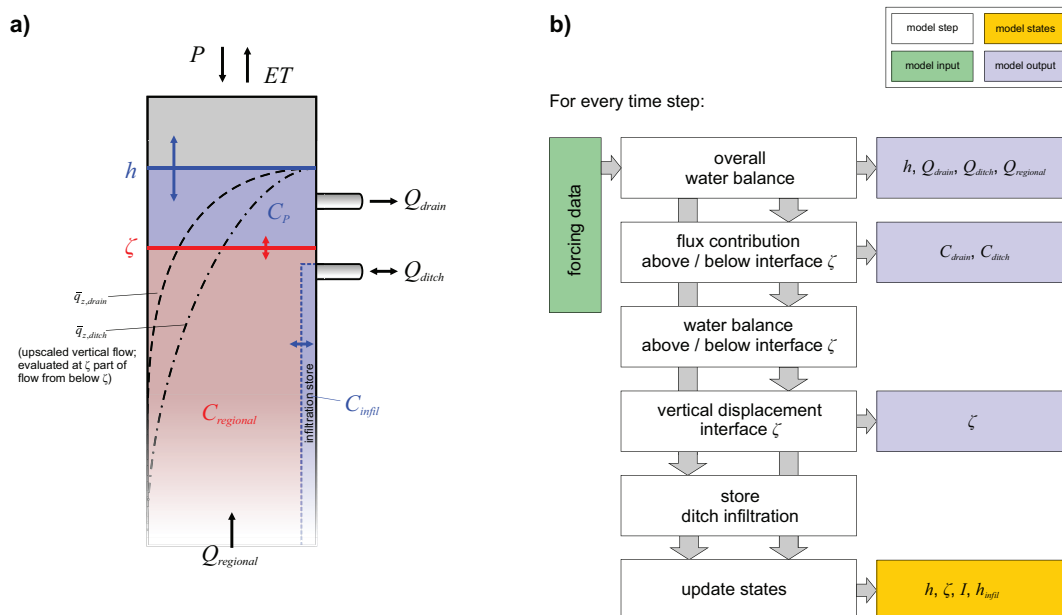 a)
P
ET
h
C_P
Q_drain
ζ
Q_ditch
q̄_z,drain
q̄_z,ditch
(upscaled vertical flow;
evaluated at ζ part of
flow from below ζ)
C_regional
infiltration store
C_infil
Q_regional
b)
model step
model states
model input
model output
For every time step:
forcing data
overall
water balance
h, Q_drain, Q_ditch, Q_regional
flux contribution
above / below interface ζ
C_drain, C_ditch
water balance
above / below interface ζ
vertical displacement
interface ζ
ζ
store
ditch infiltration
update states
h, ζ, I, h_infil